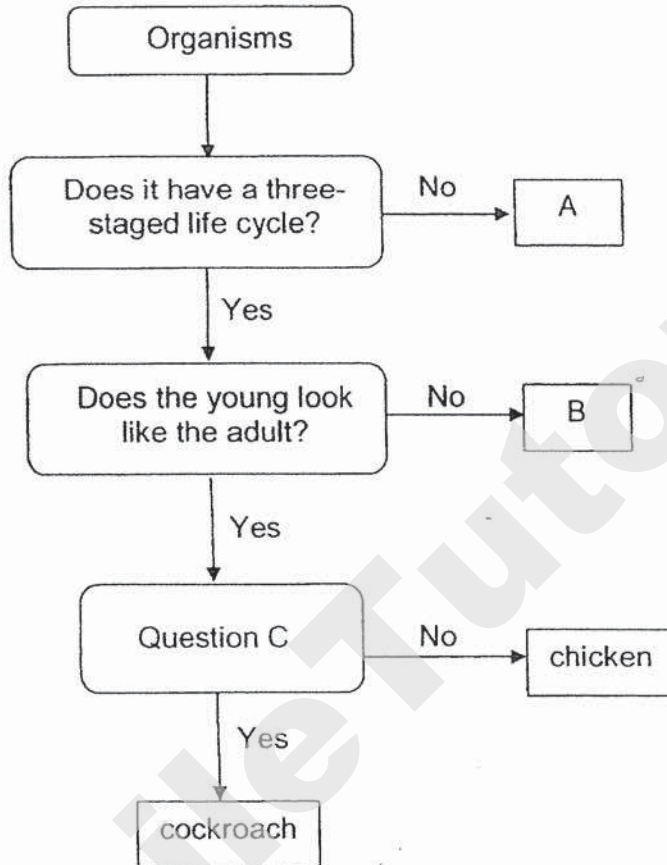 Organisms
Does it have a three-
staged life cycle?
No
A
Yes
Does the young look
like the adult?
No
B
Yes
Question C
No
chicken
Yes
cockroach
ileTuto